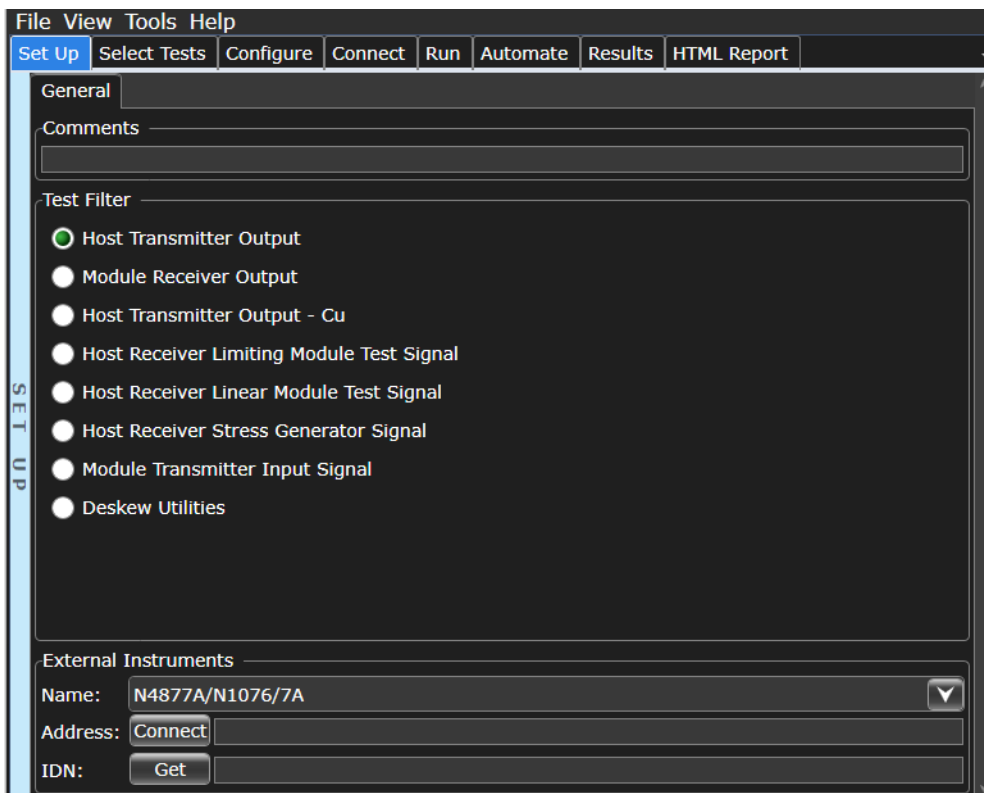 File View Tools Help
Set Up Select Tests Configure Connect Run Automate Results HTML Report
General
Comments
Test Filter
Host Transmitter Output
Module Receiver Output
Host Transmitter Output - Cu
Host Receiver Limiting Module Test Signal
Host Receiver Linear Module Test Signal
Host Receiver Stress Generator Signal
Module Transmitter Input Signal
Deskew Utilities
SET UP
External Instruments
Name: N4877A/N1076/7A
Address: Connect
IDN: Get